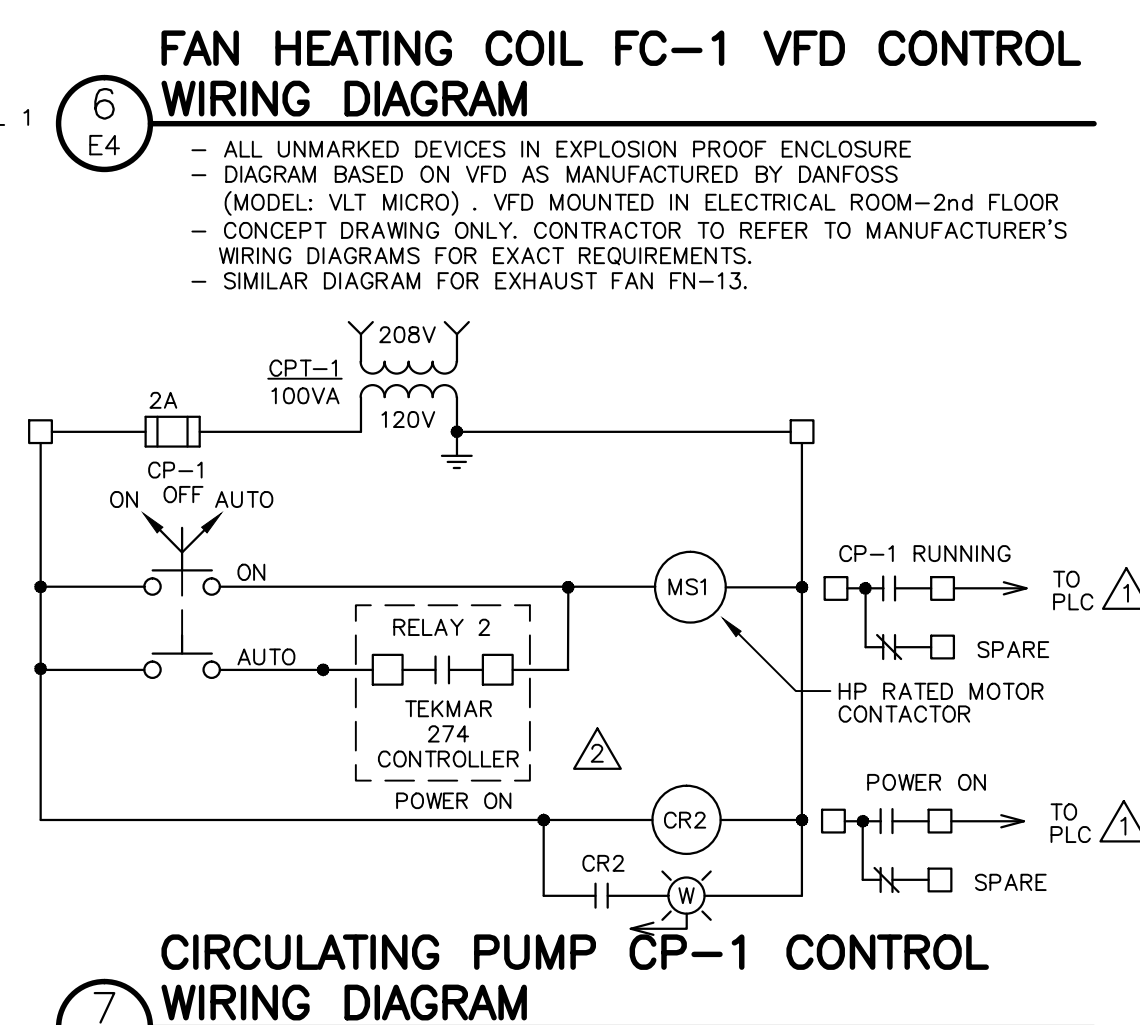 FAN HEATING COIL FC-1 VFD CONTROL
WIRING DIAGRAM
1
6
E4
- ALL UNMARKED DEVICES IN EXPLOSION PROOF ENCLOSURE
- DIAGRAM BASED ON VFD AS MANUFACTURED BY DANFOSS
(MODEL: VLT MICRO) . VFD MOUNTED IN ELECTRICAL ROOM-2nd FLOOR
- CONCEPT DRAWING ONLY. CONTRACTOR TO REFER TO MANUFACTURER'S
WIRING DIAGRAMS FOR EXACT REQUIREMENTS.
- SIMILAR DIAGRAM FOR EXHAUST FAN FN-13.
208V
CPT-1
100VA
120V
2A
CP-1
OFF
ON
AUTO
ON
MS1
CP-1 RUNNING
TO
PLC
1
SPARE
RELAY 2
AUTO
TEKMAR
274
CONTROLLER
HP RATED MOTOR
CONTACTOR
2
POWER ON
CR2
POWER ON
TO
PLC
1
SPARE
CR2
W
CIRCULATING PUMP CP-1 CONTROL
WIRING DIAGRAM
7